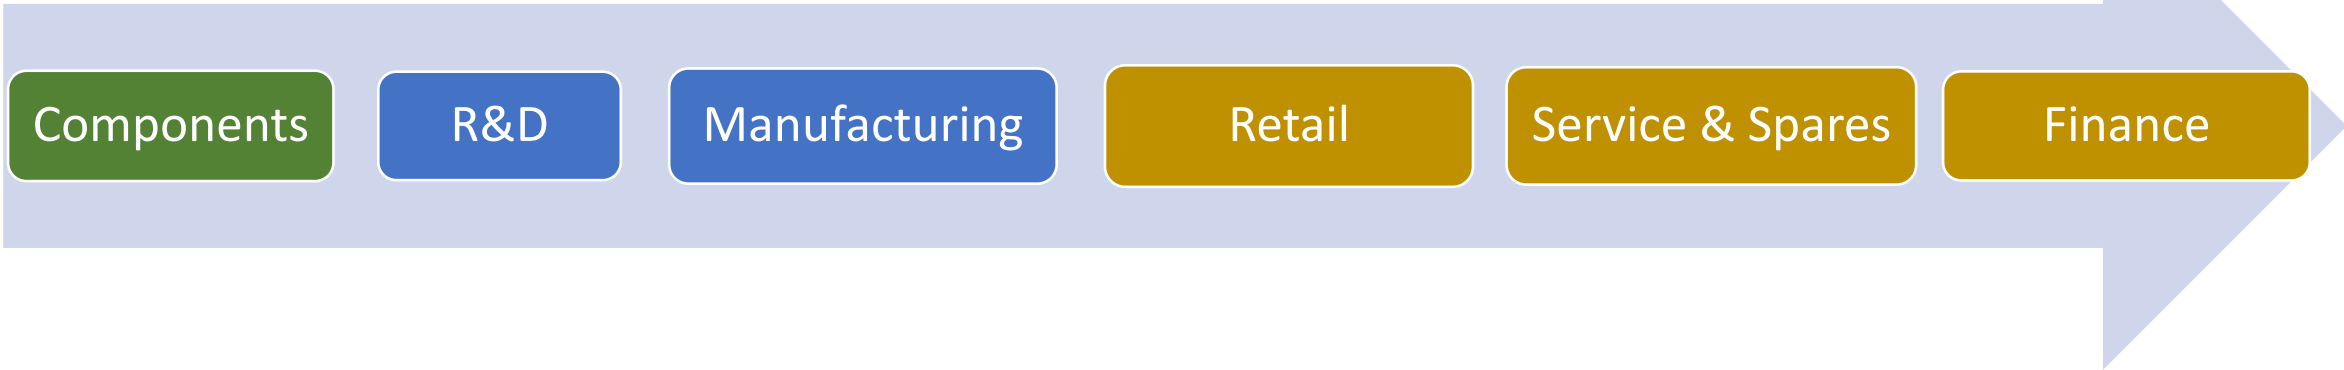 Components
R&D
Manufacturing
Retail
Service & Spares
Finance